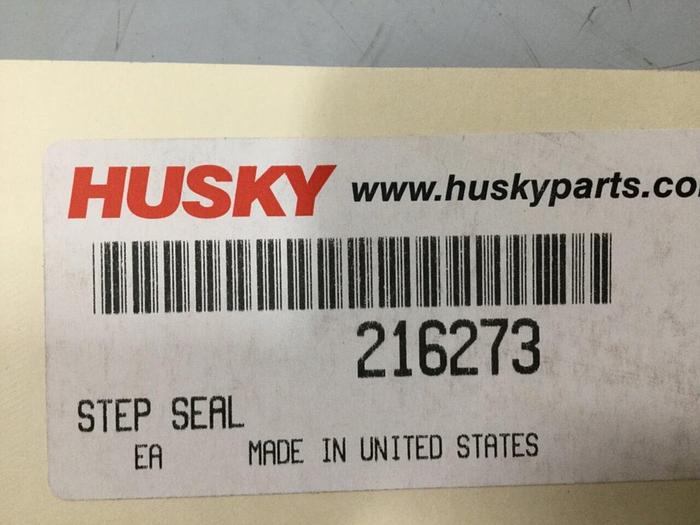 HUSKY www.huskyparts.co
216273
STEP SEAL
EA MADE IN UNITED STATES